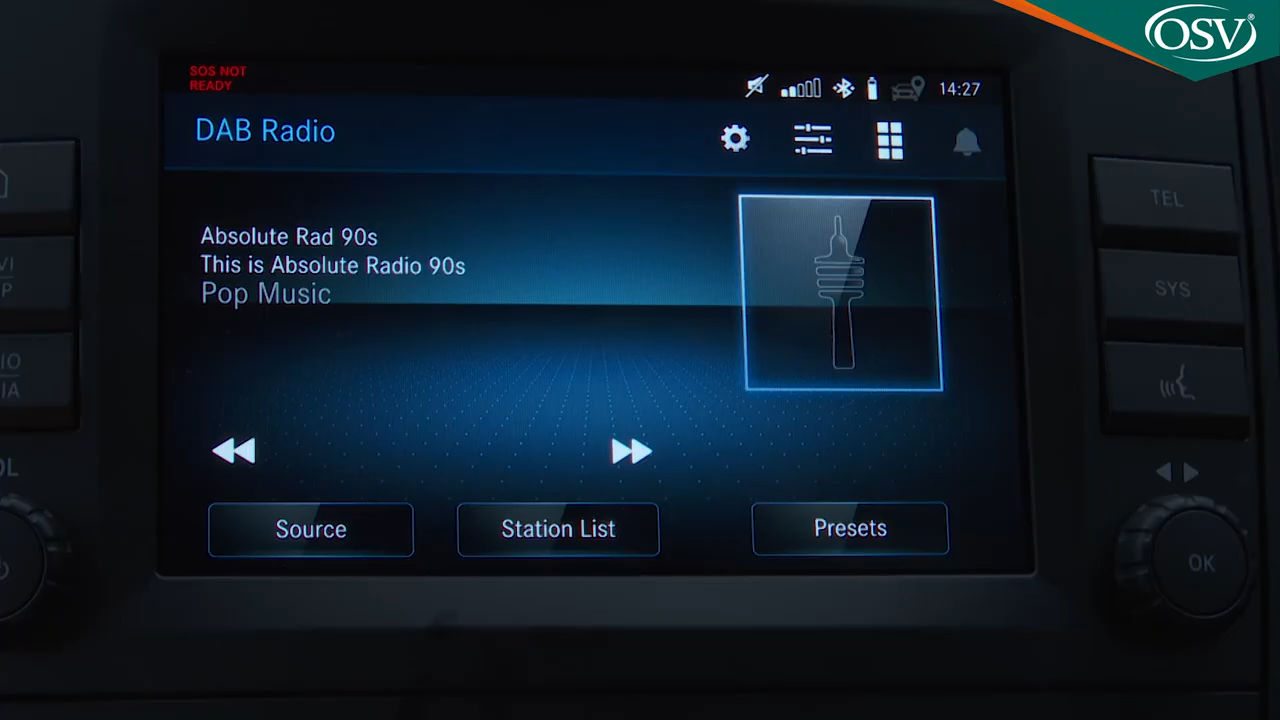 OSV®
SOS NOT
READY
14:27
DAB Radio
Absolute Rad 90s
This is Absolute Radio 90s
Pop Music
Source
Station List
Presets
TEL
SYS
OK